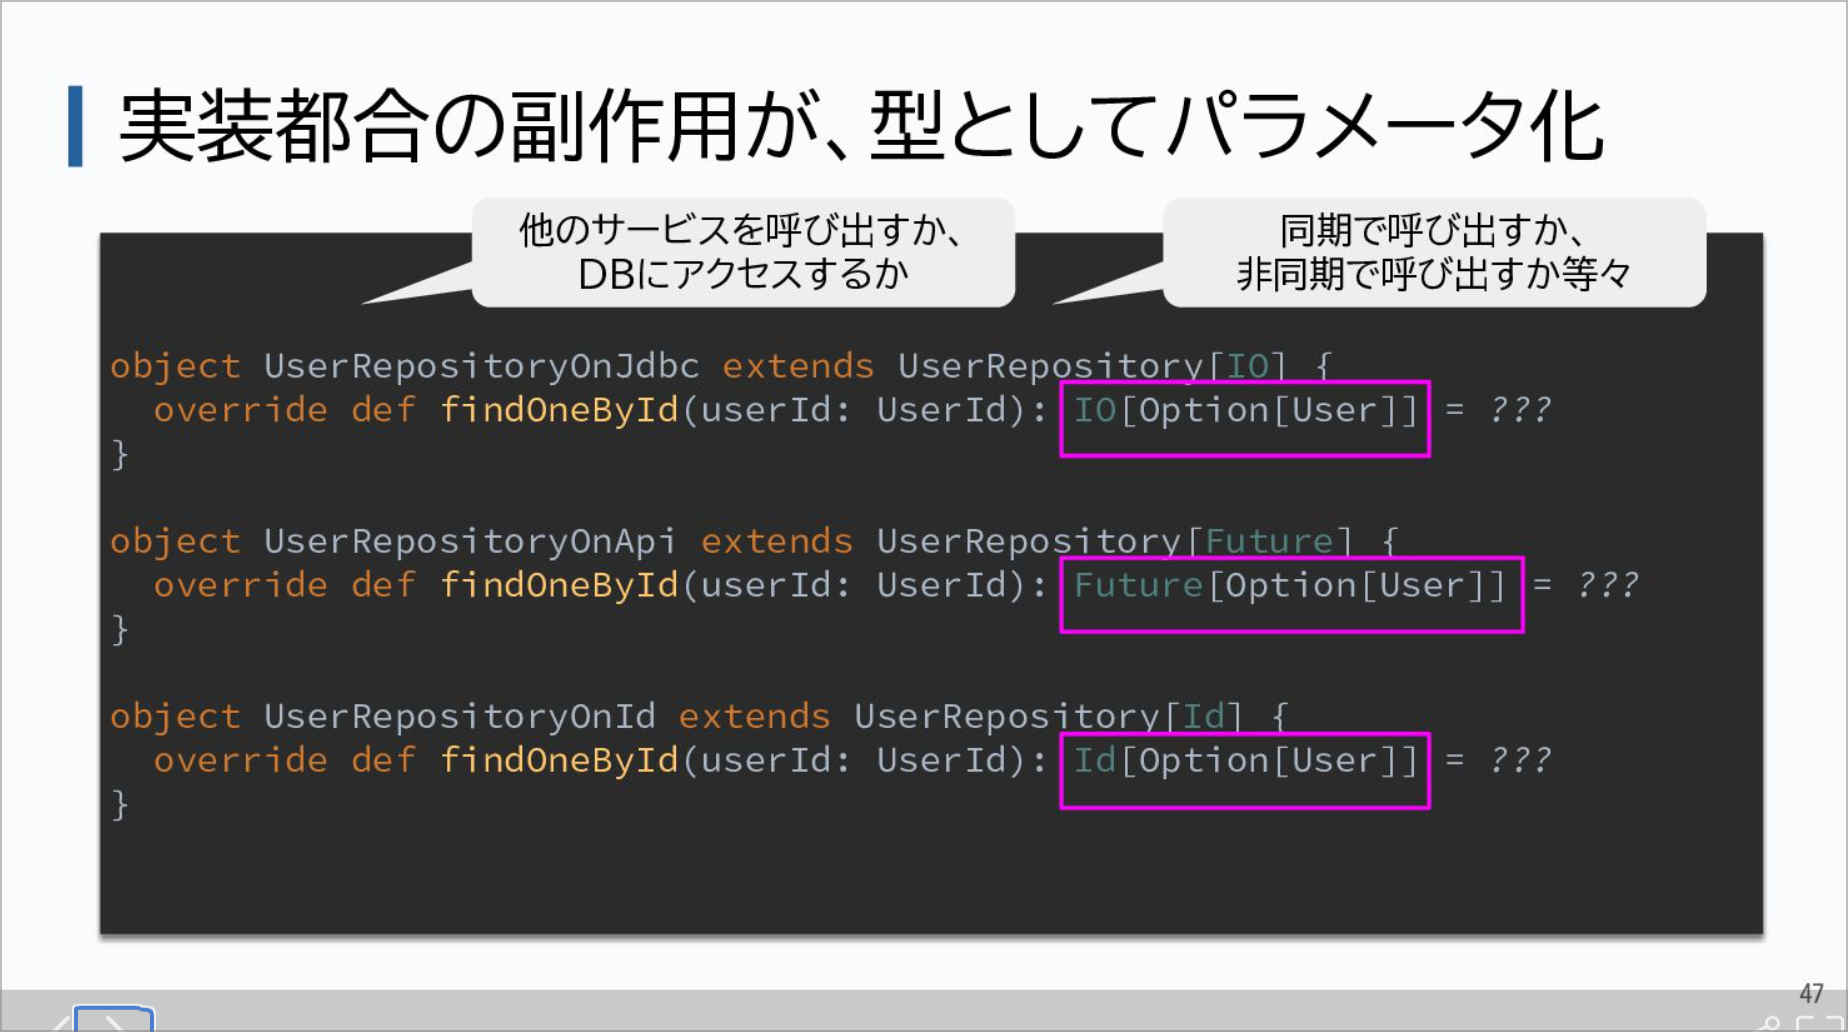 実装都合の副作用が、型としてパラメータ化
他のサービスを呼び出すか、
DBにアクセスするか
同期で呼び出すか、
非同期で呼び出すか等々
object UserRepositoryOnJdbc extends UserRepository[IO] {
  override def findOneById(userId: UserId): IO[Option[User]] = ???
}
object UserRepositoryOnApi extends UserRepository[Future] {
  override def findOneById(userId: UserId): Future[Option[User]] = ???
}
object UserRepositoryOnId extends UserRepository[Id] {
  override def findOneById(userId: UserId): Id[Option[User]] = ???
}
47